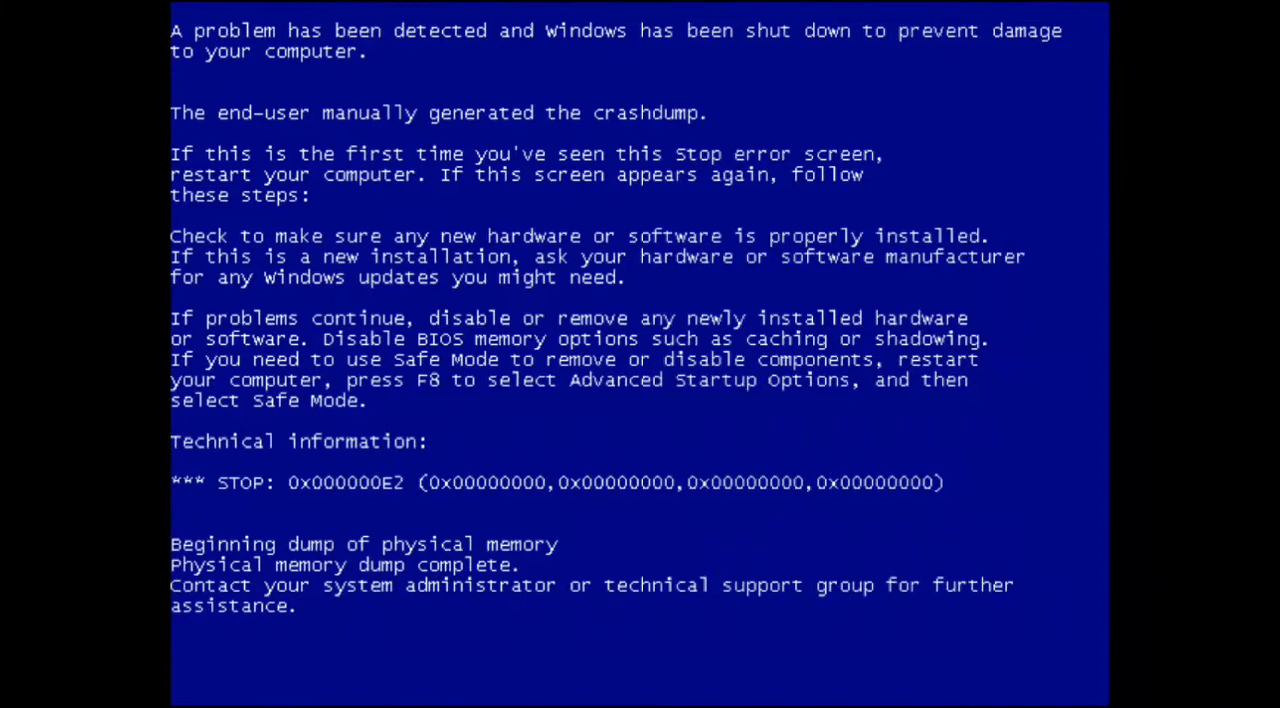 A problem has been detected and Windows has been shut down to prevent damage
to your computer.
The end-user manually generated the crashdump.
If this is the first time you've seen this Stop error screen,
restart your computer. If this screen appears again, follow
these steps:
Check to make sure any new hardware or software is properly installed.
If this is a new installation, ask your hardware or software manufacturer
for any Windows updates you might need.
If problems continue, disable or remove any newly installed hardware
or software. Disable BIOS memory options such as caching or shadowing.
If you need to use Safe Mode to remove or disable components, restart
your computer, press F8 to select Advanced Startup Options, and then
select Safe Mode.
Technical information:
*** STOP: 0x000000E2 (0x00000000,0x00000000,0x00000000,0x00000000)
Beginning dump of physical memory
Physical memory dump complete.
Contact your system administrator or technical support group for further
assistance.